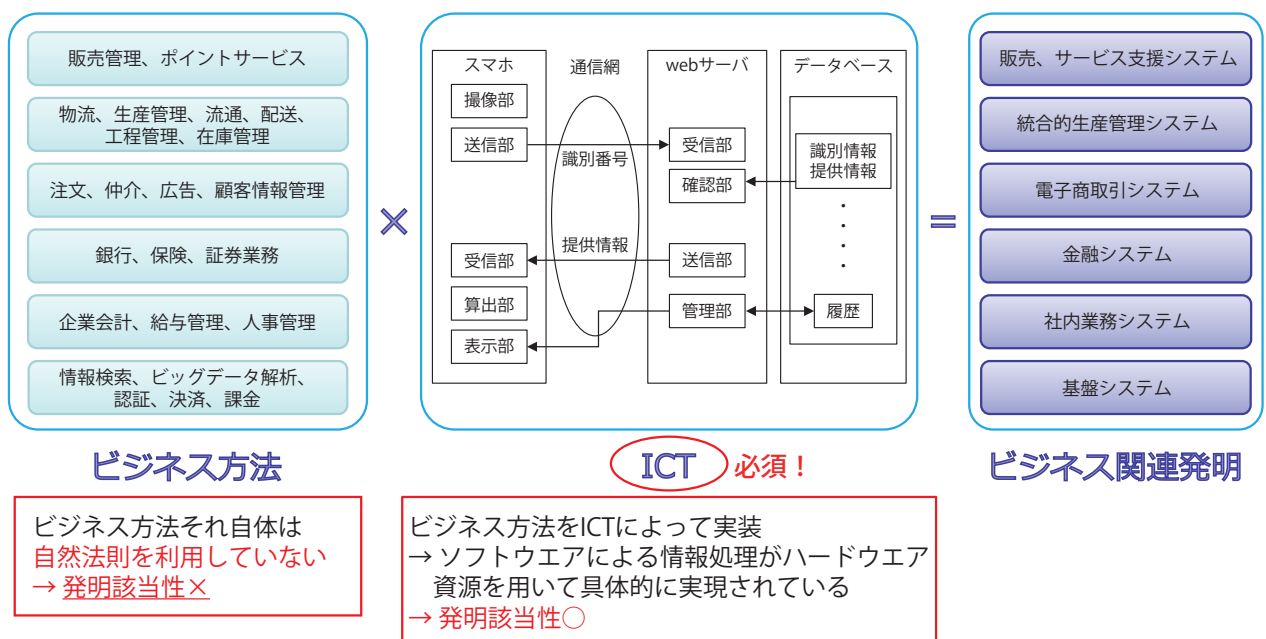 販売管理、ポイントサービス
物流、生産管理、流通、配送、
工程管理、在庫管理
注文、仲介、広告、顧客情報管理
銀行、保険、証券業務
企業会計、給与管理、人事管理
情報検索、ビッグデータ解析、
認証、決済、課金
ビジネス方法
ビジネス方法それ自体は
自然法則を利用していない
→ 発明該当性×
×
スマホ
撮像部
送信部
受信部
算出部
表示部
通信網
識別番号
提供情報
webサーバ
受信部
確認部
送信部
管理部
データベース
識別情報
提供情報
・
・
・
・
履歴
ICT 必須！
ビジネス方法をICTによって実装
→ ソフトウエアによる情報処理がハードウエア
資源を用いて具体的に実現されている
→ 発明該当性○
＝
販売、サービス支援システム
統合的生産管理システム
電子商取引システム
金融システム
社内業務システム
基盤システム
ビジネス関連発明